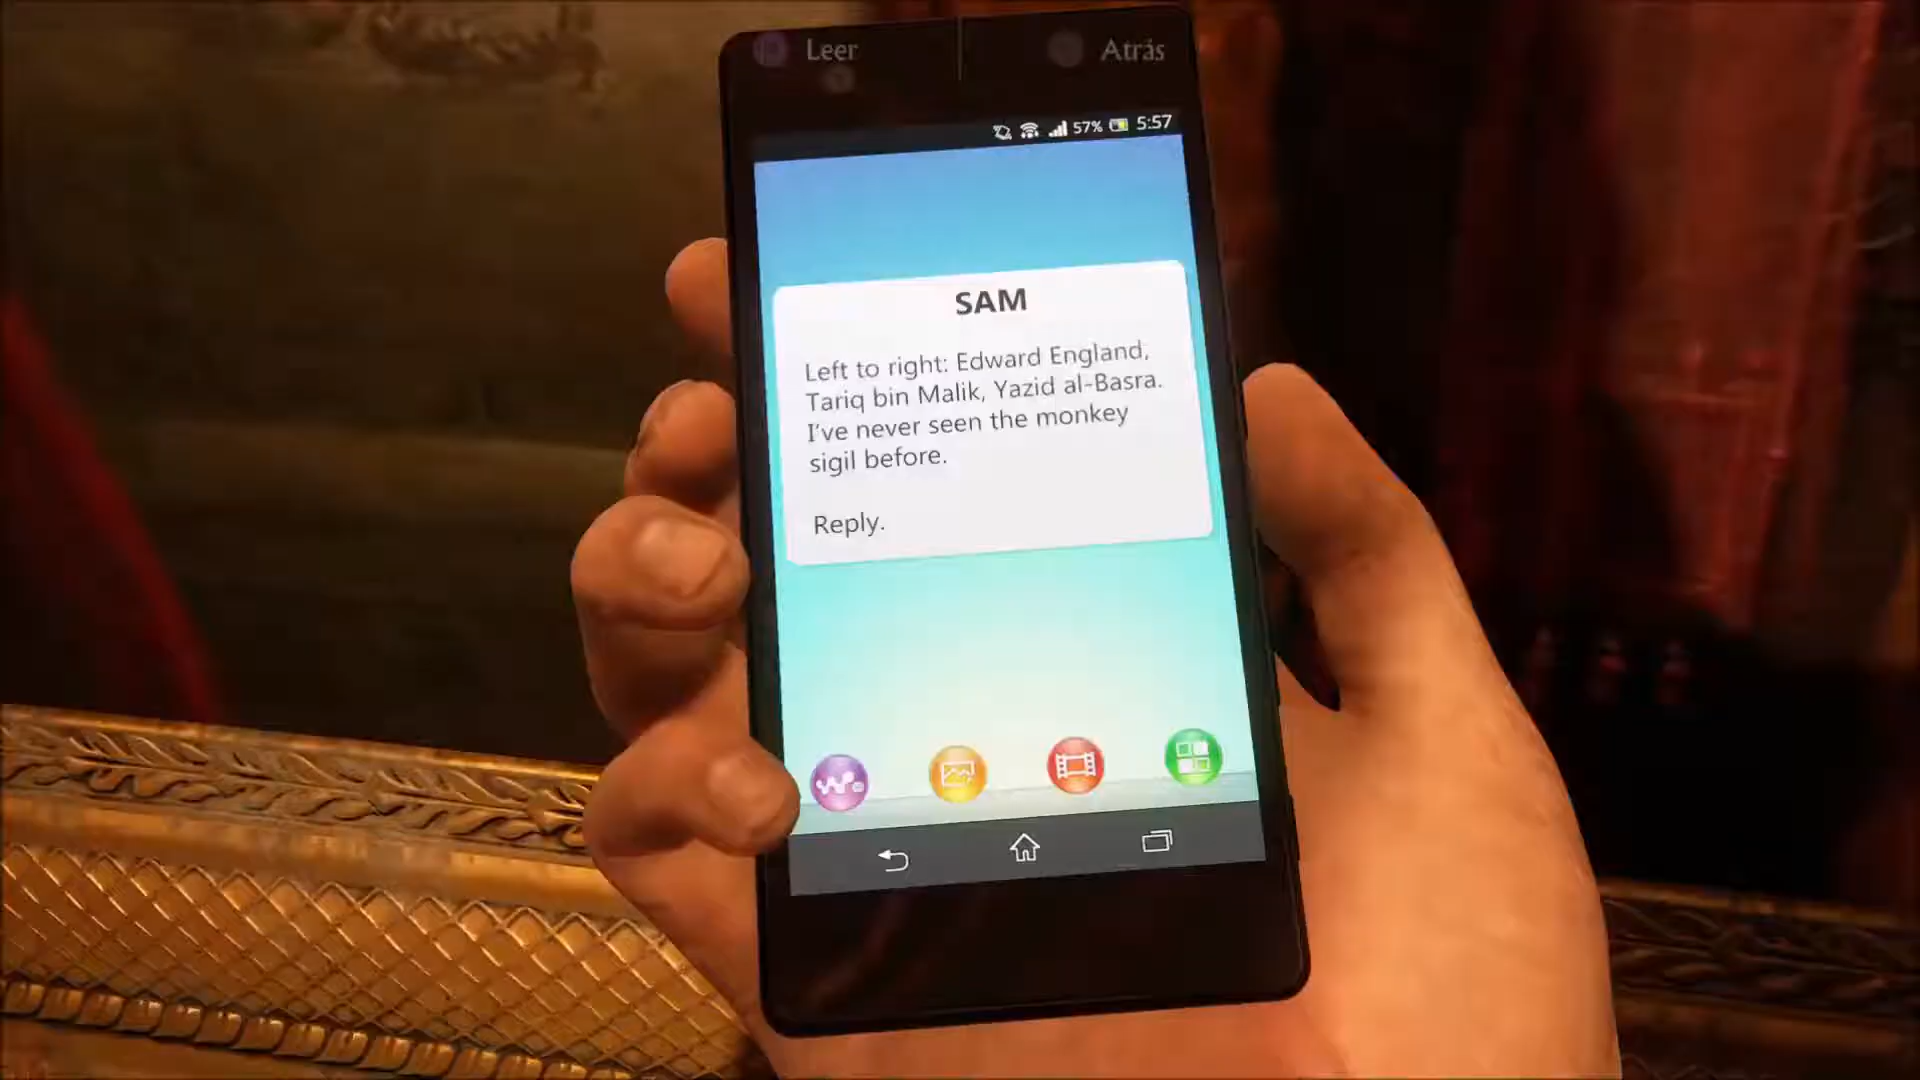 Leer
Atrás
57%
5:57
SAM
Left to right: Edward England,
Tariq bin Malik, Yazid al-Basra.
I've never seen the monkey
sigil before.
Reply.